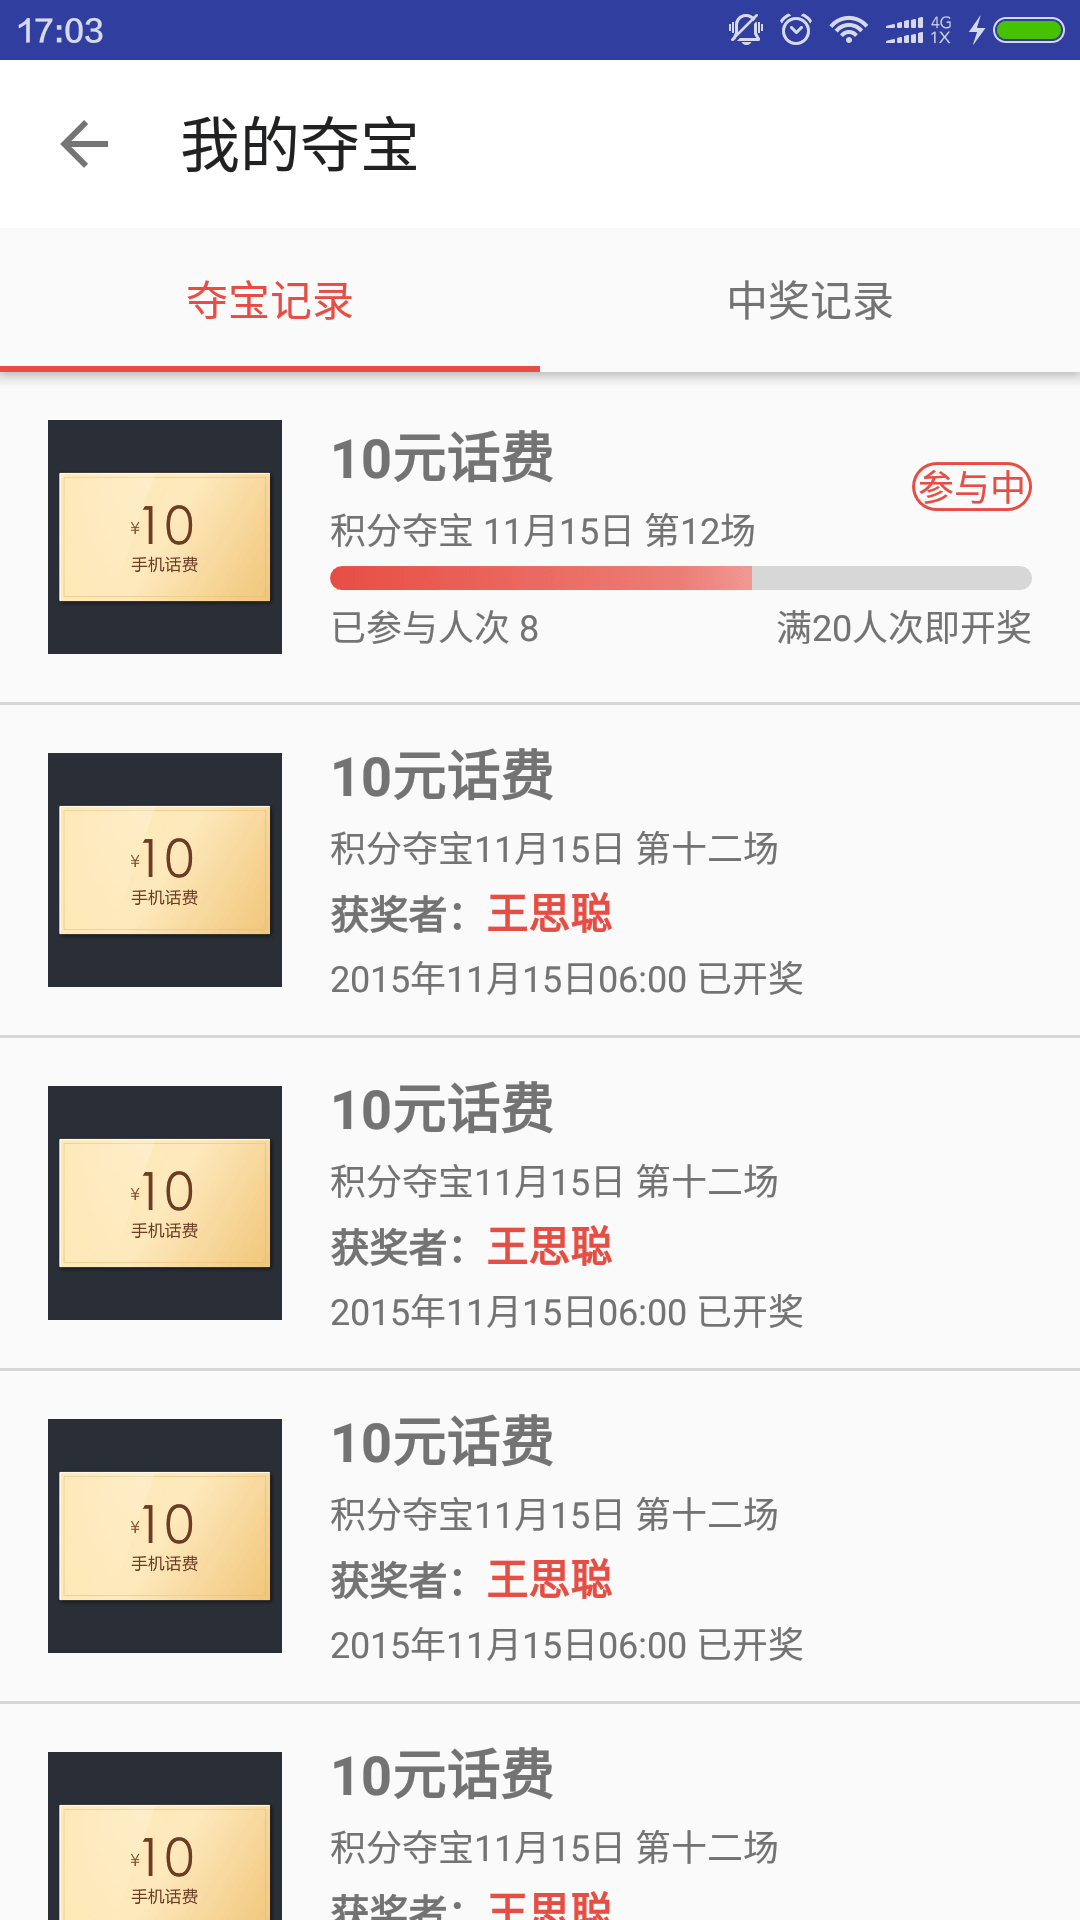 17:03
4G
1X
我的夺宝
夺宝记录
中奖记录
10元话费
参与中
积分夺宝 11月15日 第12场
已参与人次 8
满20人次即开奖
¥10
手机话费
10元话费
积分夺宝11月15日 第十二场
获奖者：王思聪
2015年11月15日06:00 已开奖
¥10
手机话费
10元话费
积分夺宝11月15日 第十二场
获奖者：王思聪
2015年11月15日06:00 已开奖
¥10
手机话费
10元话费
积分夺宝11月15日 第十二场
获奖者：王思聪
2015年11月15日06:00 已开奖
¥10
手机话费
10元话费
积分夺宝11月15日 第十二场
获奖者：王思聪
¥10
手机话费